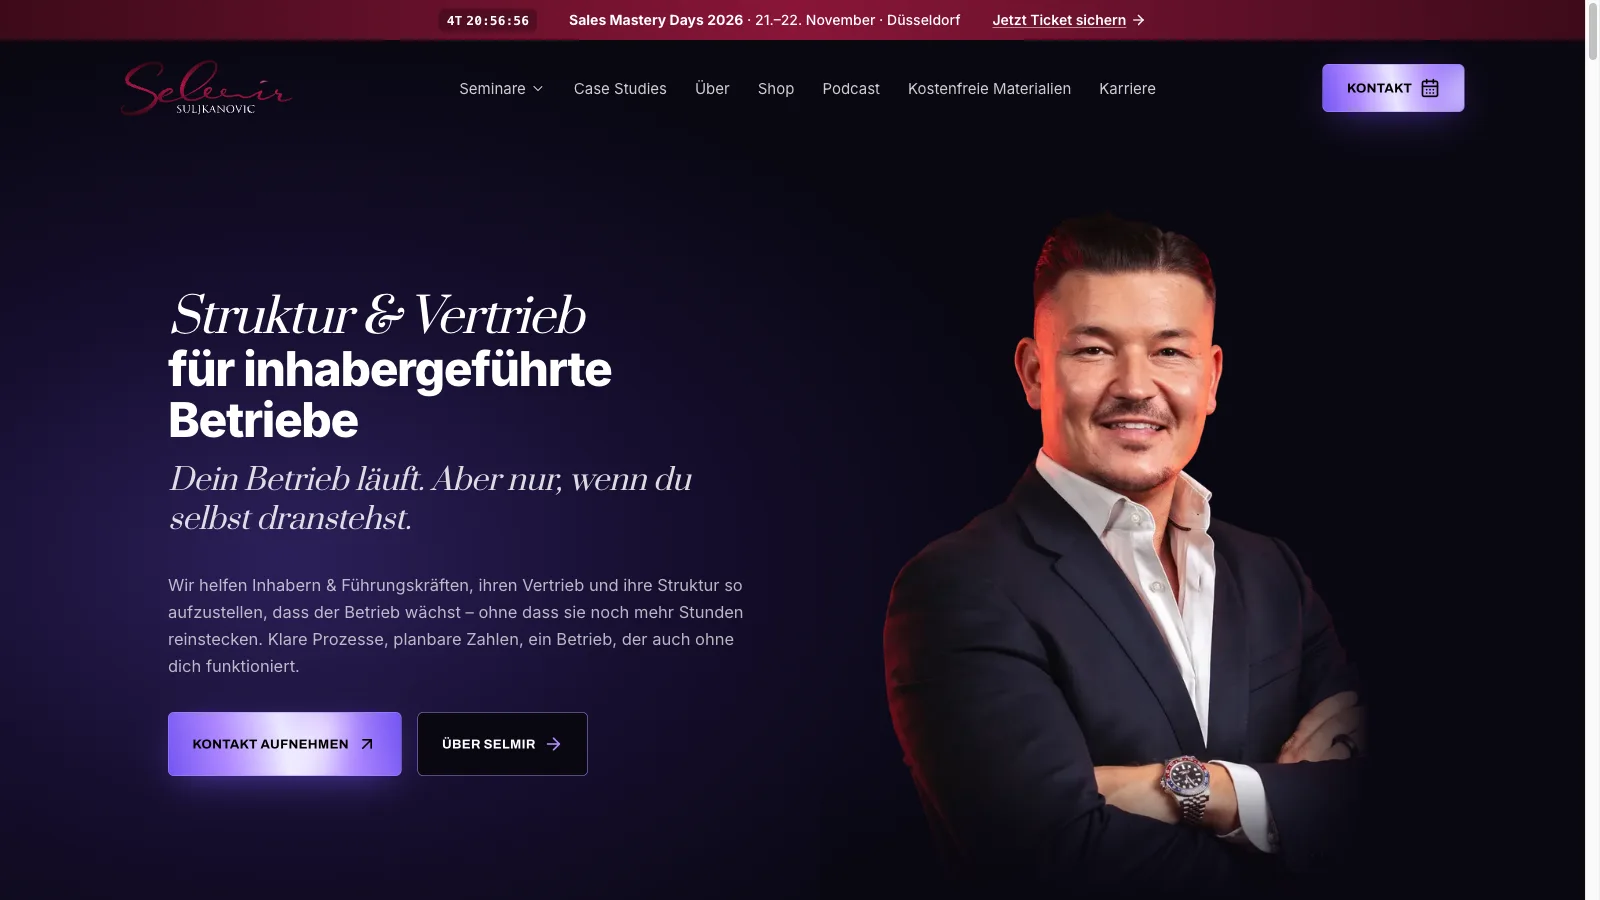 4T 20:56:56 Sales Mastery Days 2026 · 21.–22. November · Düsseldorf Jetzt Ticket sichern →
Selmir
SULJKANOVIC
Seminare Case Studies Über Shop Podcast Kostenfreie Materialien Karriere
KONTAKT
Struktur & Vertrieb
für inhabergeführte
Betriebe
Dein Betrieb läuft. Aber nur, wenn du
selbst dranstehst.
Wir helfen Inhabern & Führungskräften, ihren Vertrieb und ihre Struktur so
aufzustellen, dass der Betrieb wächst – ohne dass sie noch mehr Stunden
reinstecken. Klare Prozesse, planbare Zahlen, ein Betrieb, der auch ohne
dich funktioniert.
KONTAKT AUFNEHMEN
ÜBER SELMIR